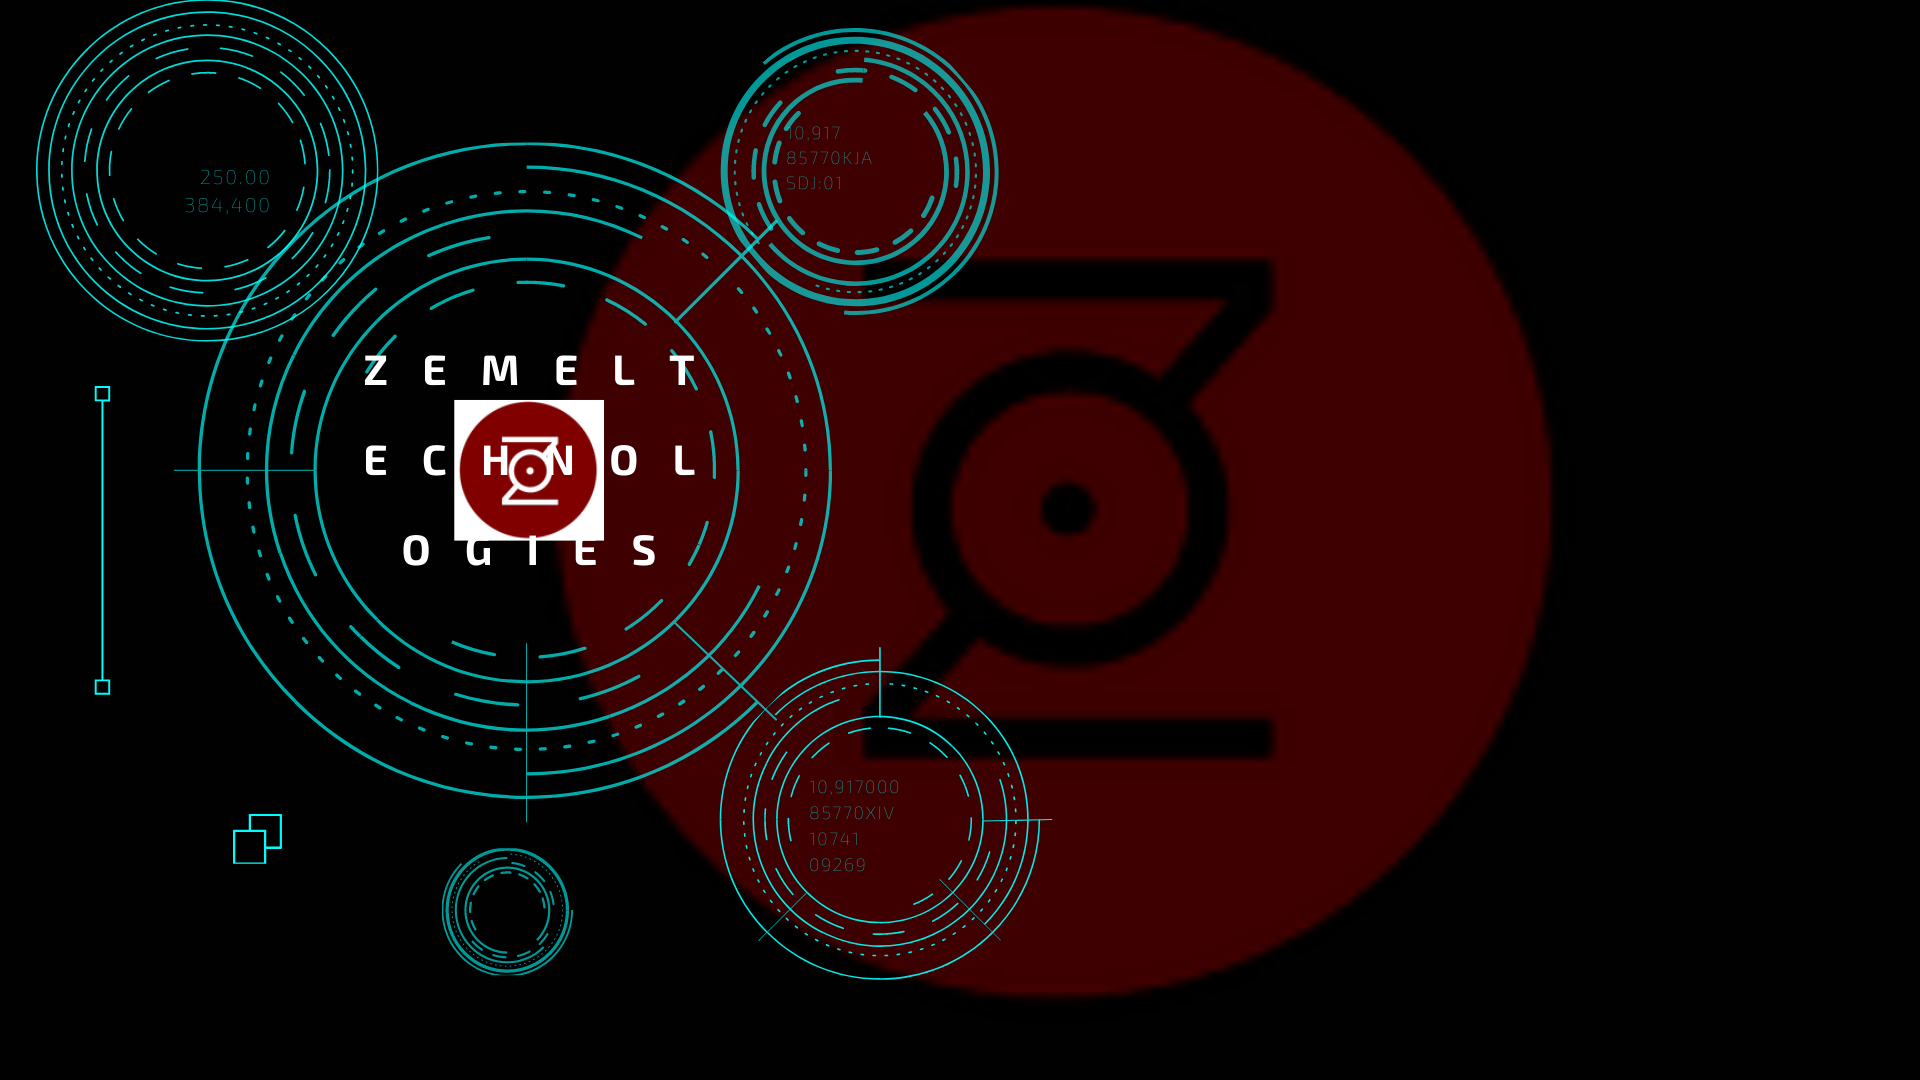 250.00
384,400
10,917
85770KJA
SDJ:01
Z E M E L T
E C H N O L
O G I E S
10,917000
85770XIV
10741
09269